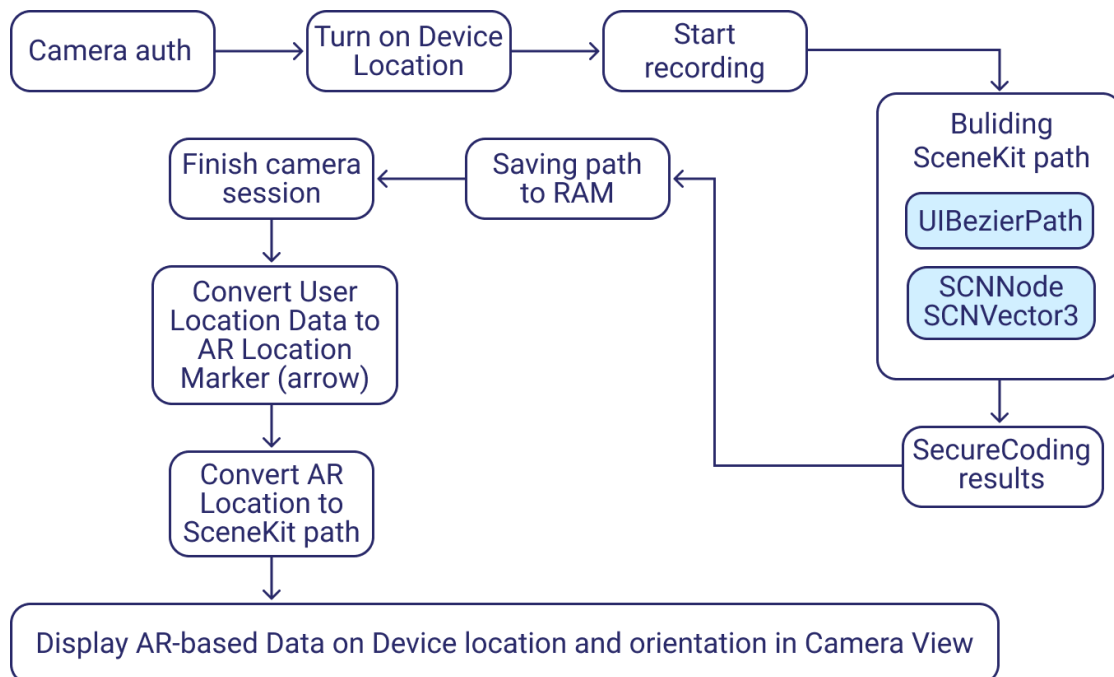 Camera auth
Turn on Device
Location
Start
recording
Buliding
SceneKit path
UIBezierPath
SCNNode
SCNVector3
SecureCoding
results
Saving path
to RAM
Finish camera
session
Convert User
Location Data to
AR Location
Marker (arrow)
Convert AR
Location to
SceneKit path
Display AR-based Data on Device location and orientation in Camera View